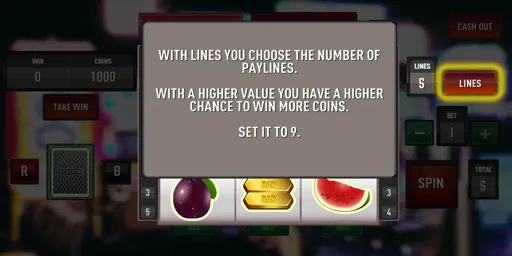 CASH OUT
WIN
0
COINS
1000
WITH LINES YOU CHOOSE THE NUMBER OF
PAYLINES.
WITH A HIGHER VALUE YOU HAVE A HIGHER
CHANCE TO WIN MORE COINS.
SET IT TO 9.
LINES
5
LINES
TAKE WIN
BET
- 1 +
R
B
SPIN
TOTAL
5
3
5
3
4